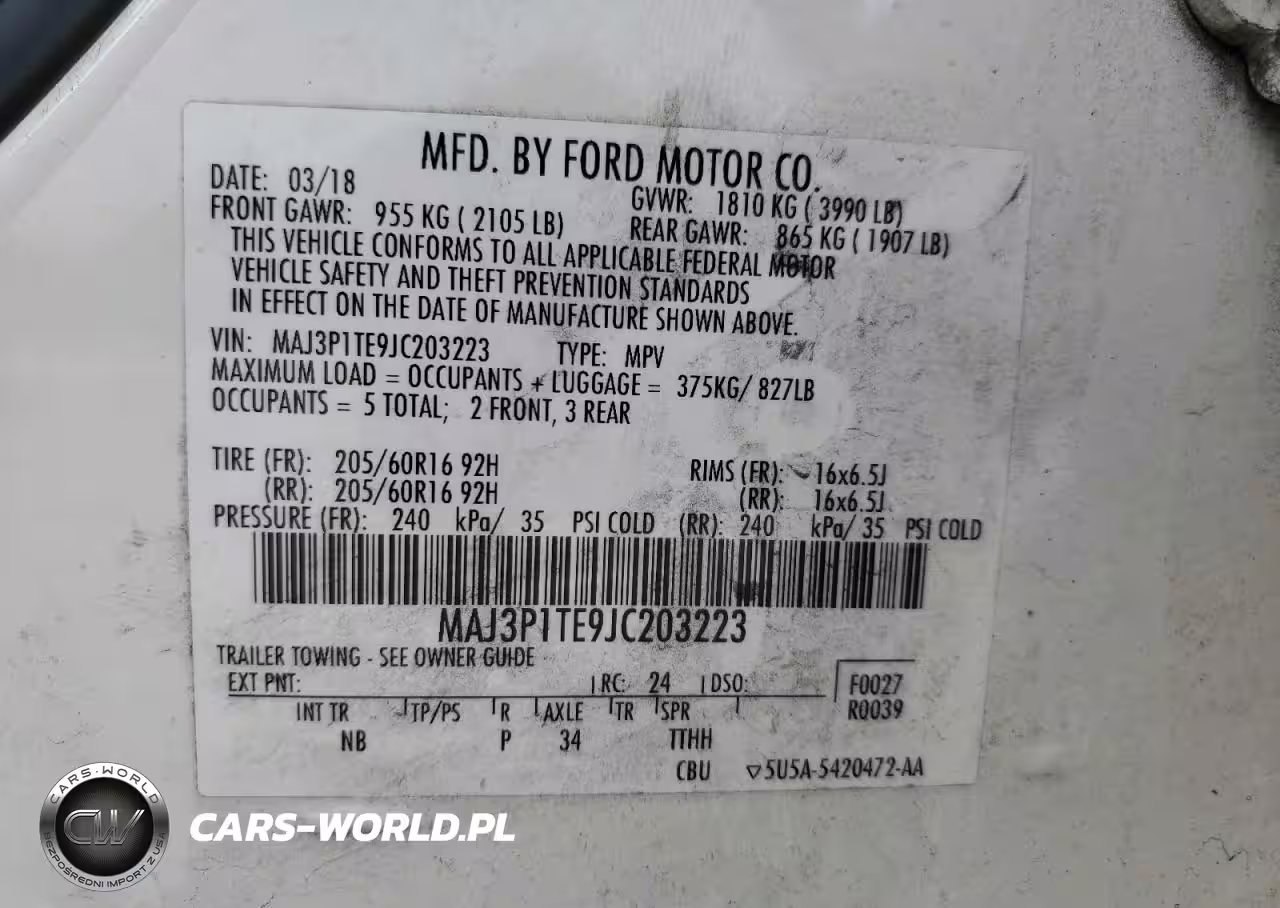 MFD. BY FORD MOTOR CO.
DATE: 03/18 GVWR: 1810 KG ( 3990 LB)
FRONT GAWR: 955 KG ( 2105 LB) REAR GAWR: 865 KG ( 1907 LB)
THIS VEHICLE CONFORMS TO ALL APPLICABLE FEDERAL MOTOR
VEHICLE SAFETY AND THEFT PREVENTION STANDARDS
IN EFFECT ON THE DATE OF MANUFACTURE SHOWN ABOVE.
VIN: MAJ3P1TE9JC203223 TYPE: MPV
MAXIMUM LOAD = OCCUPANTS + LUGGAGE = 375KG/ 827LB
OCCUPANTS = 5 TOTAL; 2 FRONT, 3 REAR
TIRE (FR): 205/60R16 92H RIMS (FR): 16x6.5J
(RR): 205/60R16 92H (RR): 16x6.5J
PRESSURE (FR): 240 kPa/ 35 PSI COLD (RR): 240 kPa/ 35 PSI COLD
MAJ3P1TE9JC203223
TRAILER TOWING - SEE OWNER GUIDE
EXT PNT: RC: 24 DSO: F0027
INT TR TP/PS R AXLE TR SPR R0039
NB P 34 TTHH
CBU 5U5A-5420472-AA
CARS-WORLD
CW
BEZPOŚREDNI IMPORT Z USA
CARS-WORLD.PL